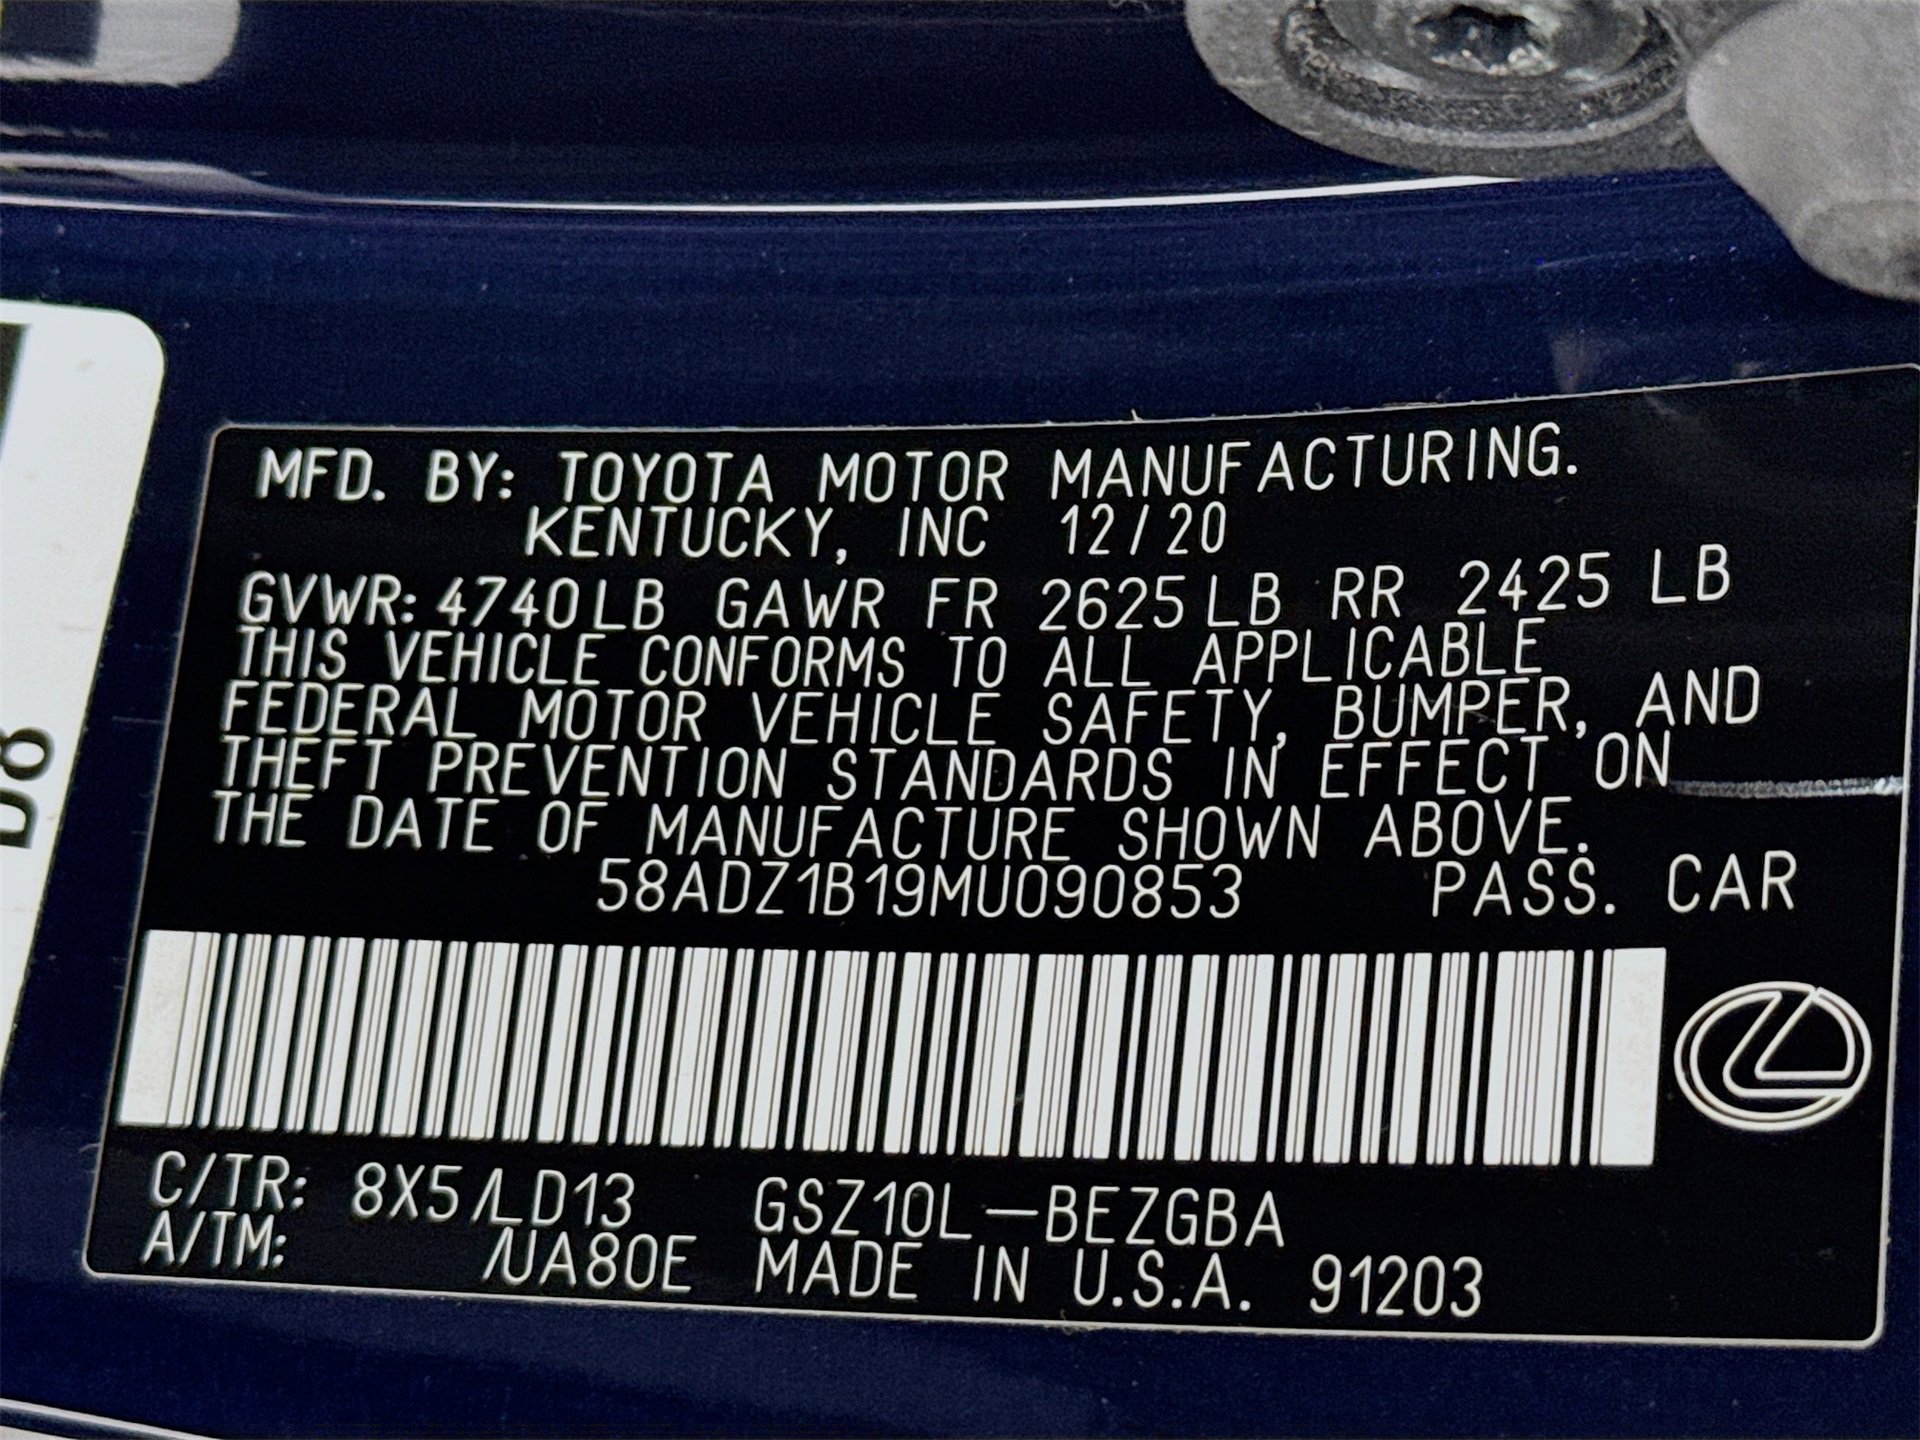 MFD. BY: TOYOTA MOTOR MANUFACTURING.
KENTUCKY, INC 12/20
GVWR: 4740LB GAWR FR 2625LB RR 2425 LB
THIS VEHICLE CONFORMS TO ALL APPLICABLE
FEDERAL MOTOR VEHICLE SAFETY, BUMPER, AND
THEFT PREVENTION STANDARDS IN EFFECT ON
THE DATE OF MANUFACTURE SHOWN ABOVE.
58ADZ1B19MU090853 PASS. CAR
C/TR: 8X5/LD13 GSZ10L-BEZGBA
A/TM: /UA80E MADE IN U.S.A. 91203